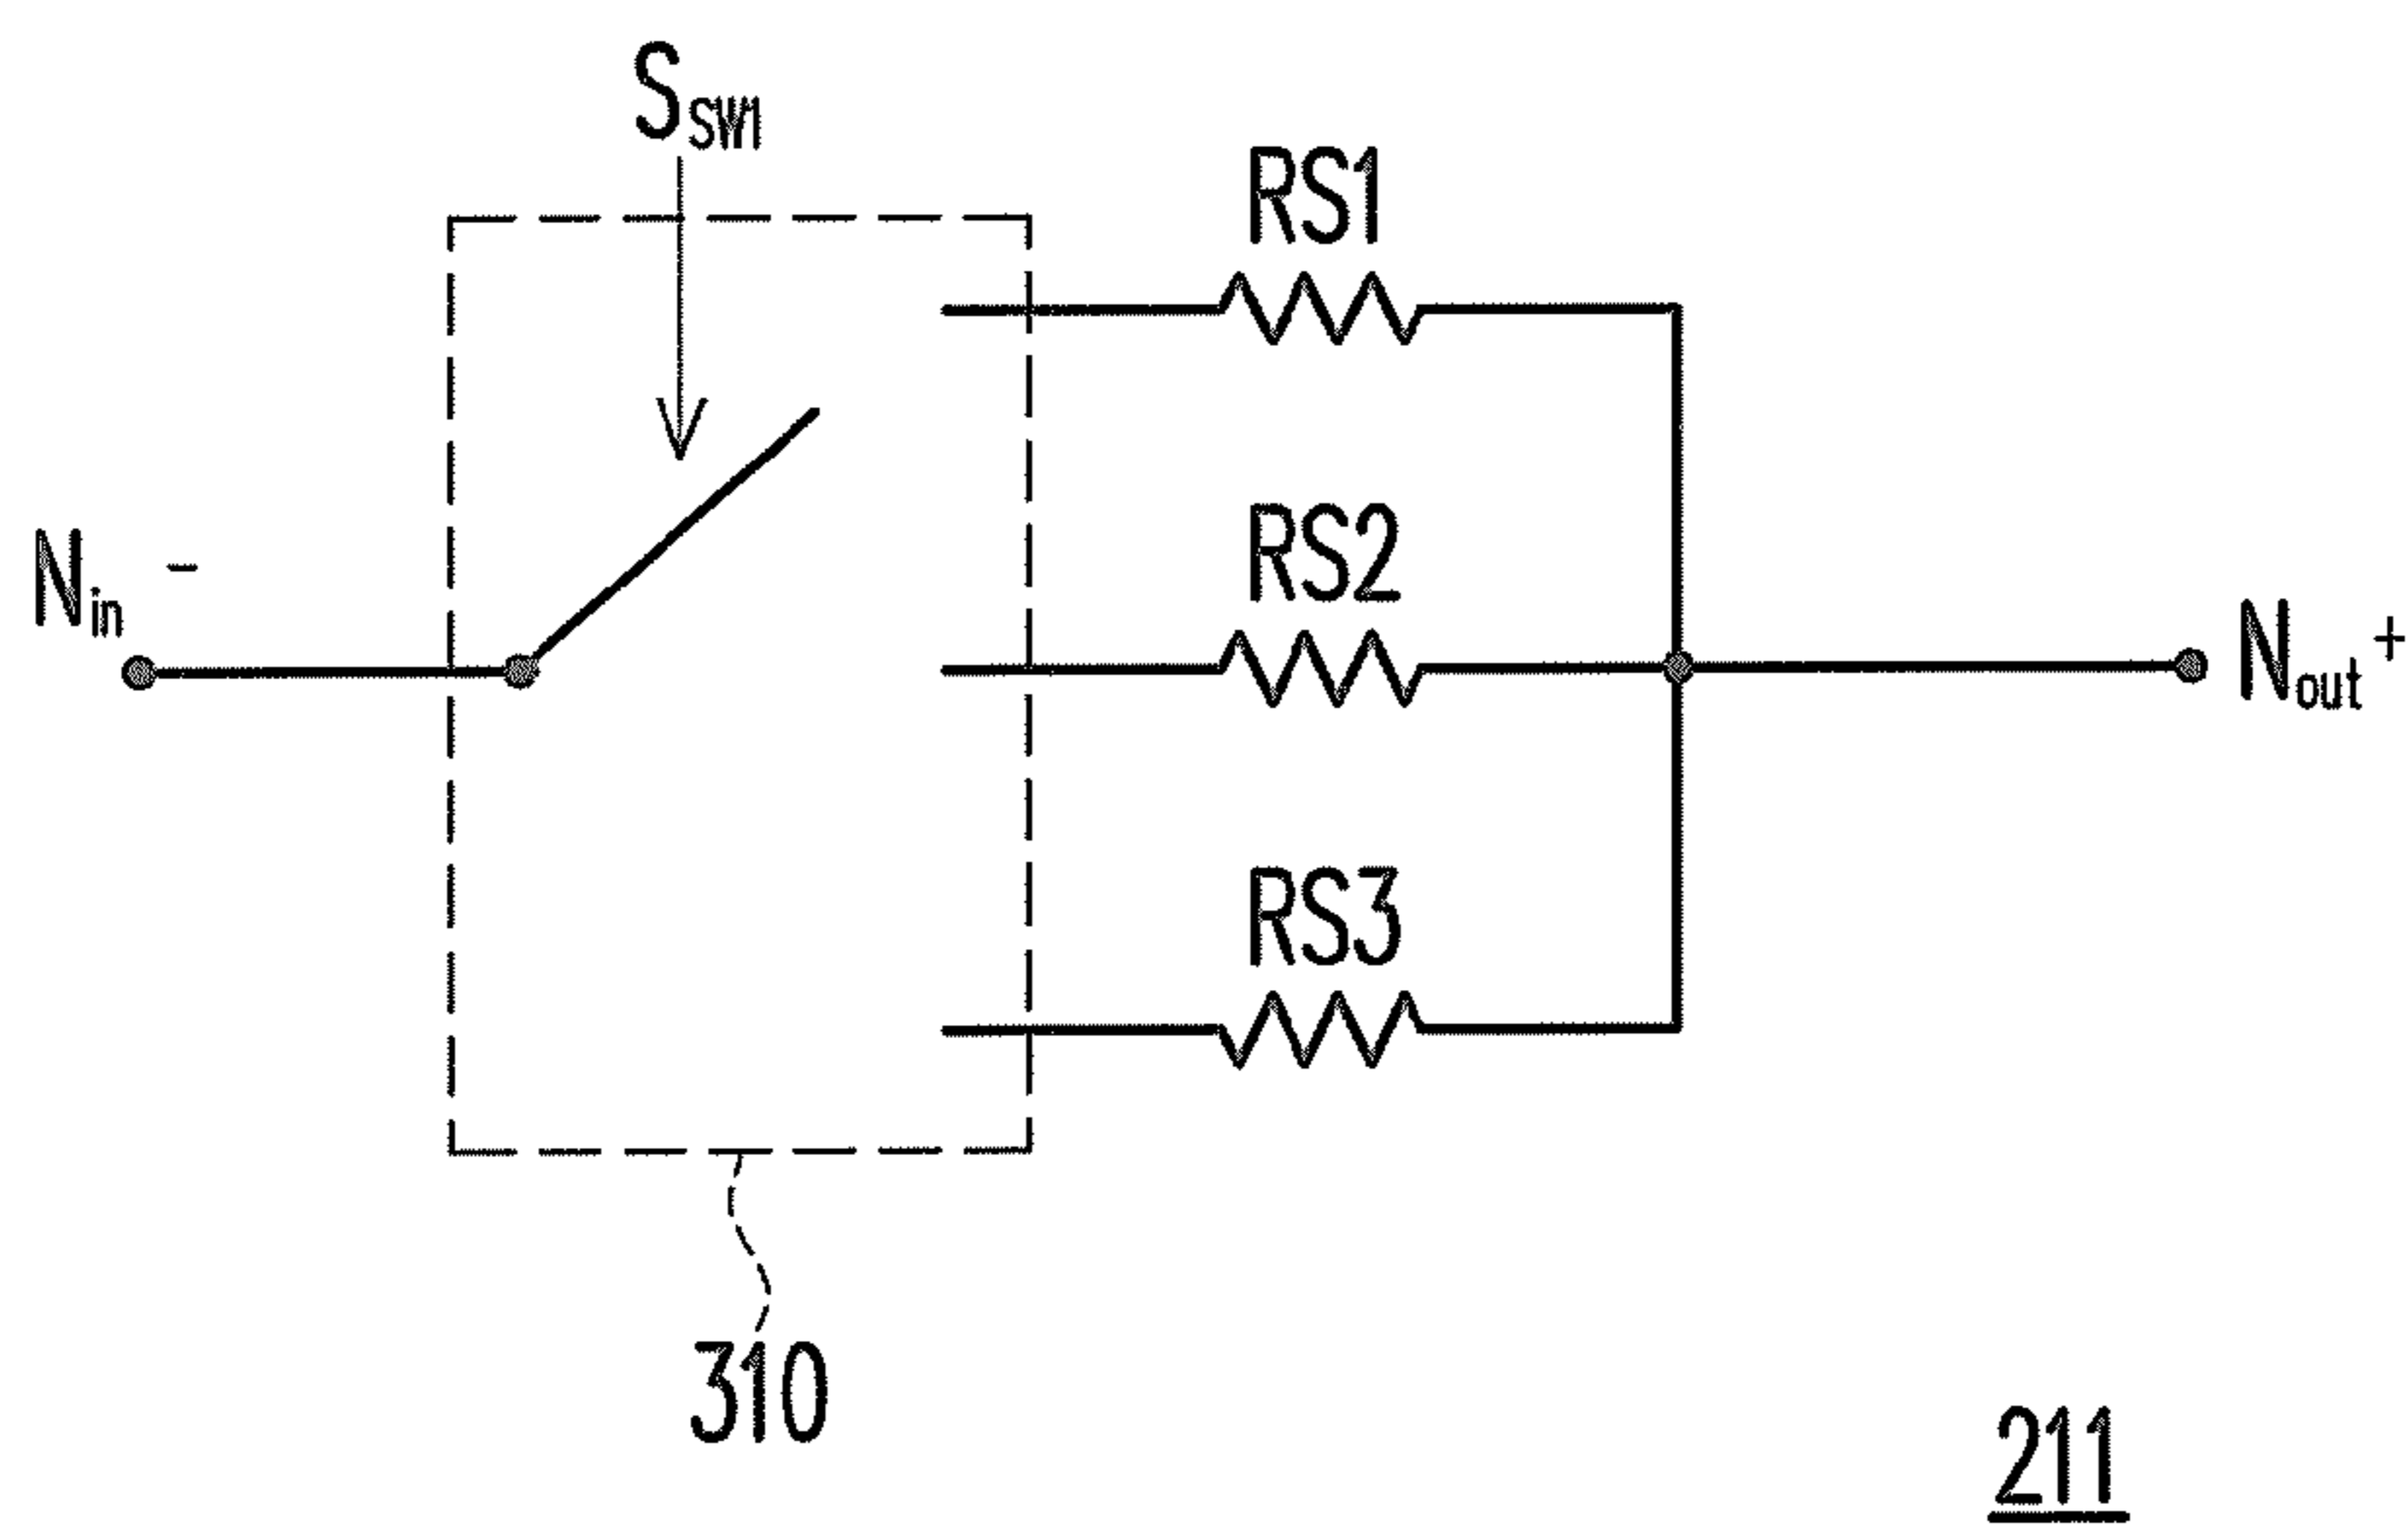 S_SW1
RS1
N_in^-
RS2
N_out^+
RS3
310
211